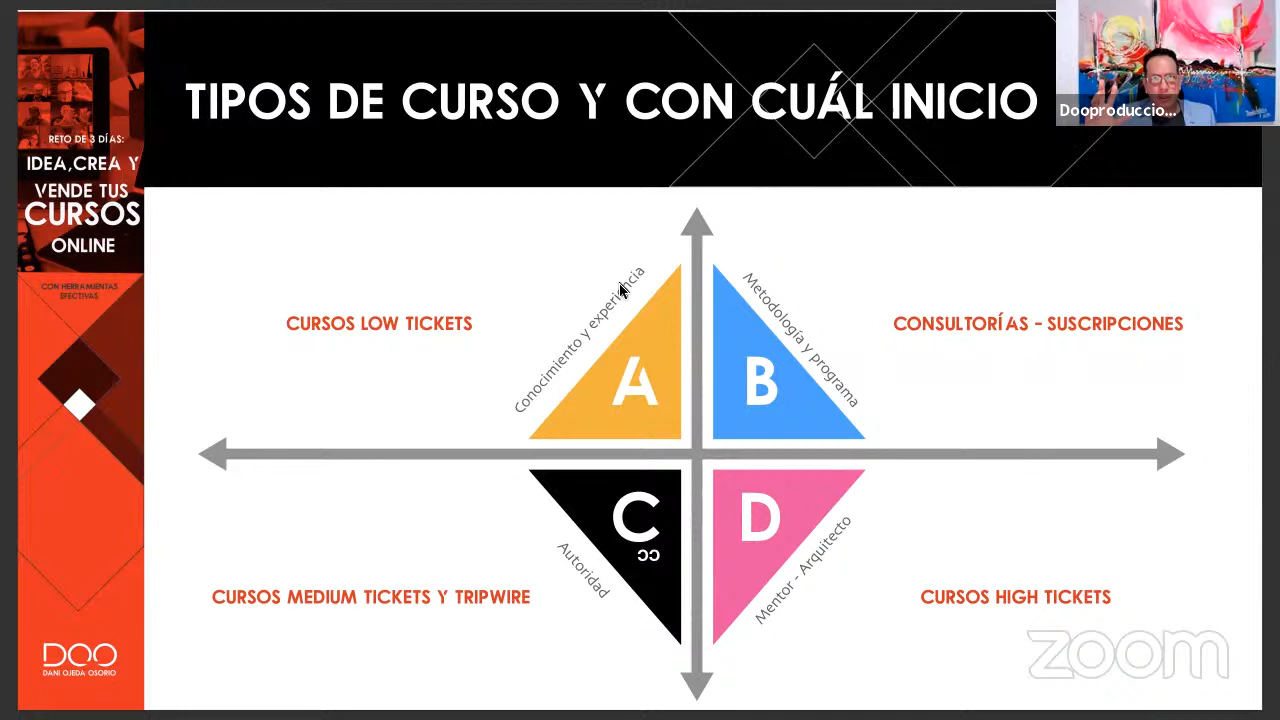 TIPOS DE CURSO Y CON CUÁL INICIO
Dooproduccio...
RETO DE 3 DÍAS:
IDEA,CREA Y
VENDE TUS
CURSOS
ONLINE
CON HERRAMIENTAS
EFECTIVAS
DOO
DANI OJEDA OSORIO
CURSOS LOW TICKETS
Conocimiento y experiencia
A
B
Metodología y programa
CONSULTORÍAS - SUSCRIPCIONES
CURSOS MEDIUM TICKETS Y TRIPWIRE
Autoridad
C
D
Mentor - Arquitecto
CURSOS HIGH TICKETS
zoom